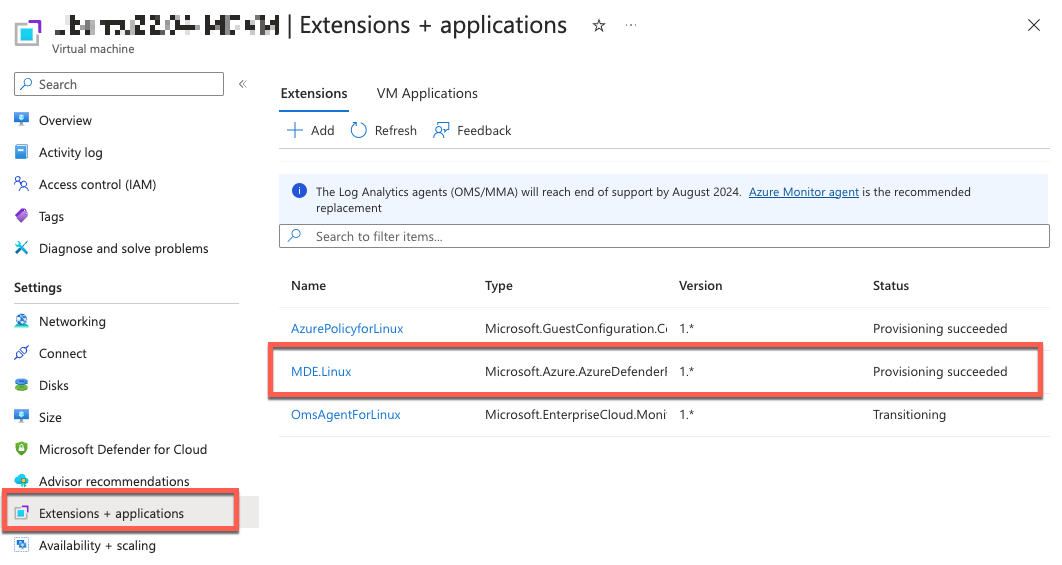 | Extensions + applications
Virtual machine
Search
Overview
Activity log
Access control (IAM)
Tags
Diagnose and solve problems
Settings
Networking
Connect
Disks
Size
Microsoft Defender for Cloud
Advisor recommendations
Extensions + applications
Availability + scaling
Extensions VM Applications
Add Refresh Feedback
The Log Analytics agents (OMS/MMA) will reach end of support by August 2024. Azure Monitor agent is the recommended
replacement
Search to filter items...
Name Type Version Status
AzurePolicyforLinux Microsoft.GuestConfiguration.Co 1.* Provisioning succeeded
MDE.Linux Microsoft.Azure.AzureDefenderF 1.* Provisioning succeeded
OmsAgentForLinux Microsoft.EnterpriseCloud.Moni 1.* Transitioning